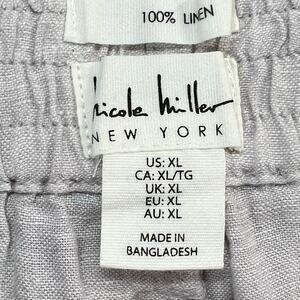 100% LINEN
Nicole Miller
NEW YORK
US: XL
CA: XL/TG
UK: XL
EU: XL
AU: XL
MADE IN
BANGLADESH